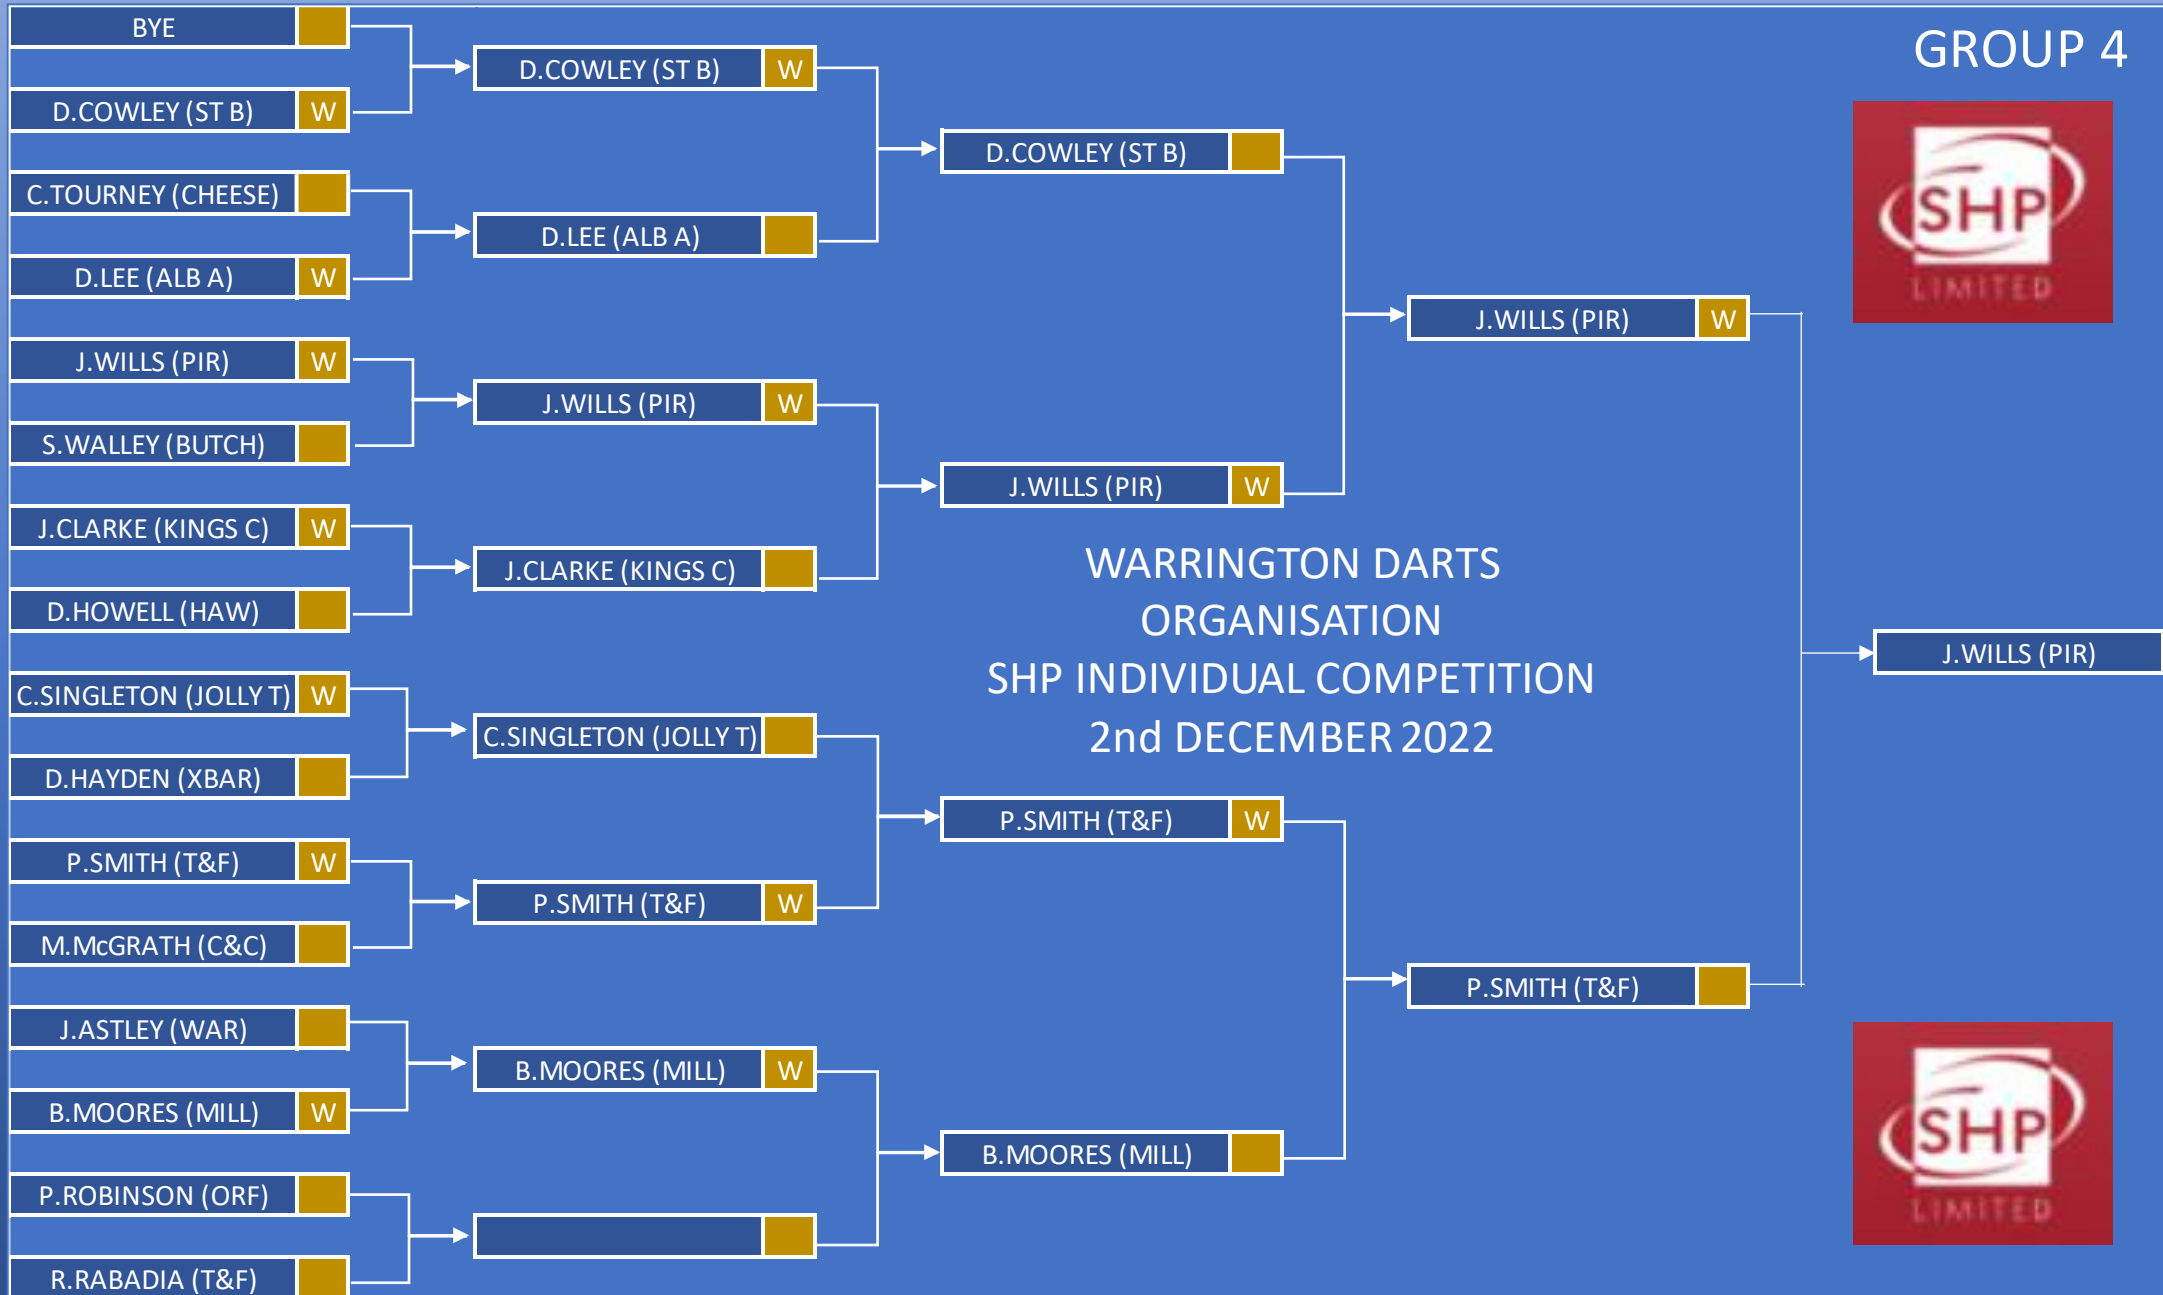 GROUP 4
BYE
D.COWLEY (ST B) W
C.TOURNEY (CHEESE)
D.LEE (ALB A) W
J.WILLS (PIR) W
S.WALLEY (BUTCH)
J.CLARKE (KINGS C) W
D.HOWELL (HAW)
C.SINGLETON (JOLLY T) W
D.HAYDEN (XBAR)
P.SMITH (T&F) W
M.McGRATH (C&C)
J.ASTLEY (WAR)
B.MOORES (MILL) W
P.ROBINSON (ORF)
R.RABADIA (T&F)
D.COWLEY (ST B) W
D.LEE (ALB A)
J.WILLS (PIR) W
J.CLARKE (KINGS C)
C.SINGLETON (JOLLY T)
P.SMITH (T&F) W
B.MOORES (MILL) W
D.COWLEY (ST B)
J.WILLS (PIR) W
P.SMITH (T&F) W
B.MOORES (MILL)
J.WILLS (PIR) W
P.SMITH (T&F)
J.WILLS (PIR)
WARRINGTON DARTS
ORGANISATION
SHP INDIVIDUAL COMPETITION
2nd DECEMBER 2022
SHP
LIMITED
SHP
LIMITED